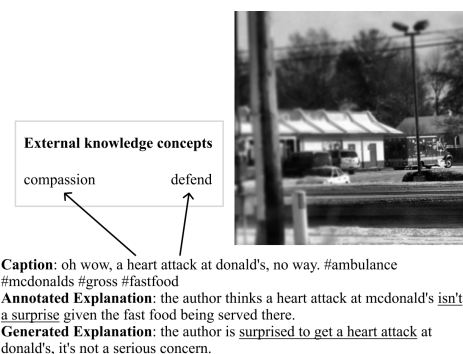 External knowledge concepts
compassion defend
Caption: oh wow, a heart attack at donald's, no way. #ambulance
#mcdonalds #gross #fastfood
Annotated Explanation: the author thinks a heart attack at mcdonald's isn't
a surprise given the fast food being served there.
Generated Explanation: the author is surprised to get a heart attack at
donald's, it's not a serious concern.